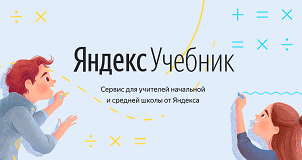 Яндекс Учебник
Сервис для учителей начальной
и средней школы от Яндекса